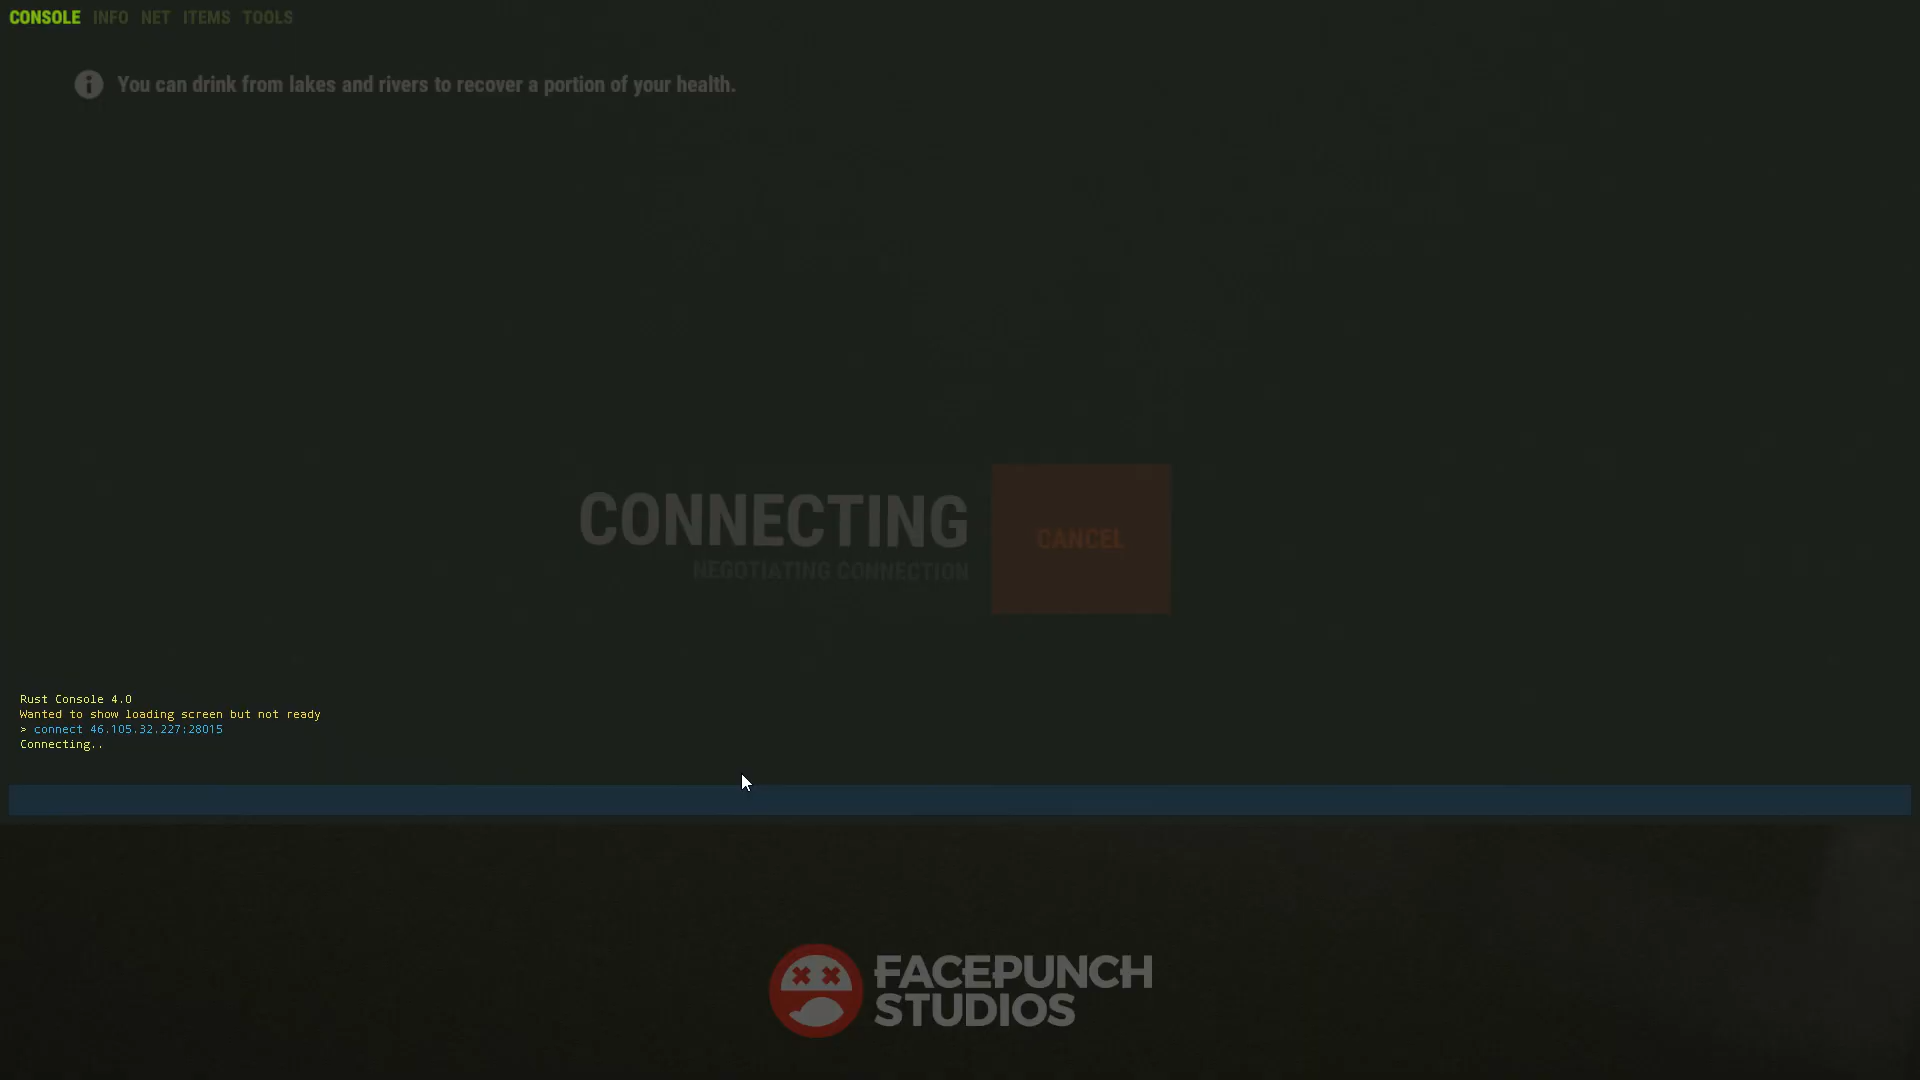 CONSOLE INFO NET ITEMS TOOLS
You can drink from lakes and rivers to recover a portion of your health.
CONNECTING
CANCEL
NEGOTIATING CONNECTION
Rust Console 4.0
Wanted to show loading screen but not ready
> connect 46.105.32.227:28015
Connecting..
FACEPUNCH
STUDIOS